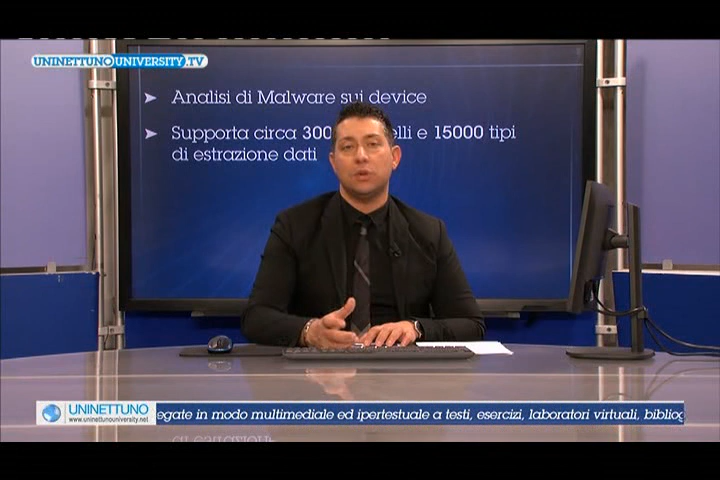 UNINETTUNOUNIVERSITY.TV
Analisi di Malware sui device
Supporta circa 300 elli e 15000 tipi
di estrazione dati
UNINETTUNO
www.uninettunouniversity.net
egate in modo multimediale ed ipertestuale a testi, esercizi, laboratori virtuali, bibliog